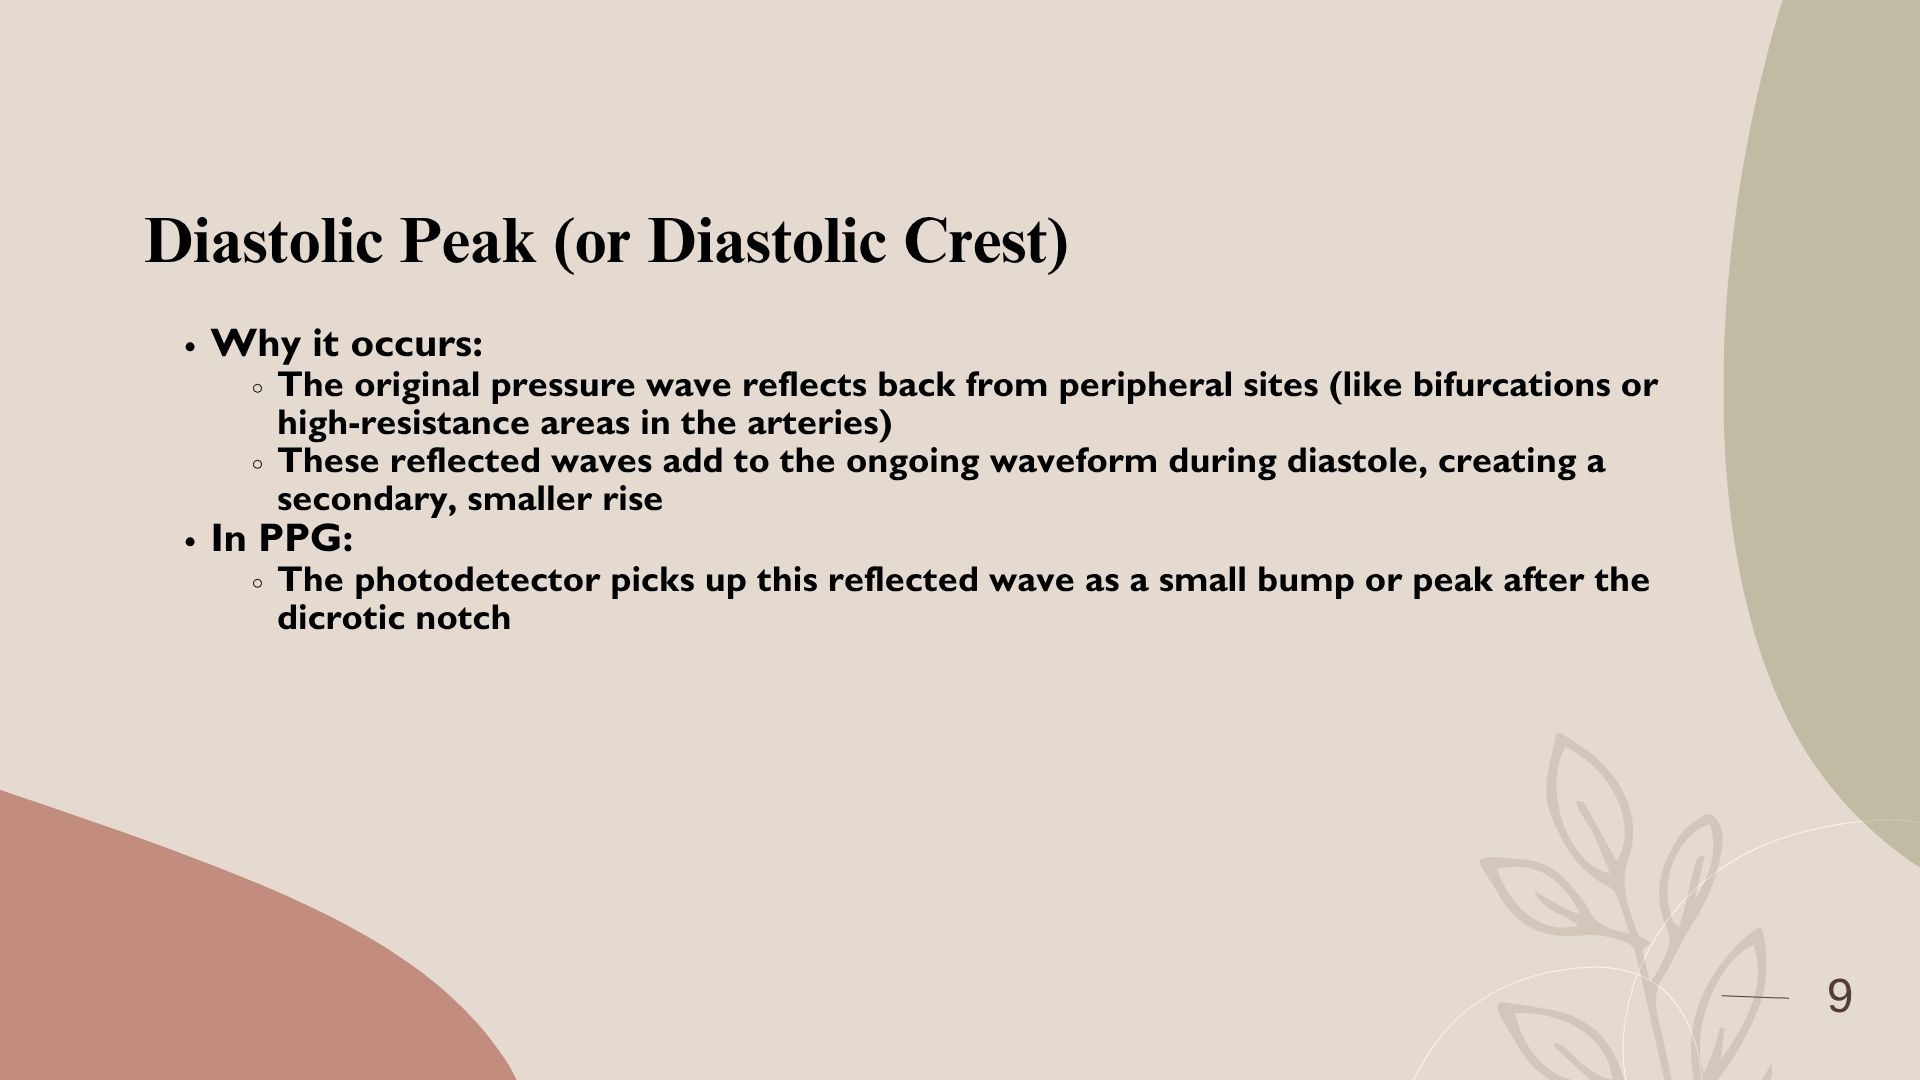 Diastolic Peak (or Diastolic Crest)
• Why it occurs:
◦ The original pressure wave reflects back from peripheral sites (like bifurcations or
high-resistance areas in the arteries)
◦ These reflected waves add to the ongoing waveform during diastole, creating a
secondary, smaller rise
• In PPG:
◦ The photodetector picks up this reflected wave as a small bump or peak after the
dicrotic notch
9